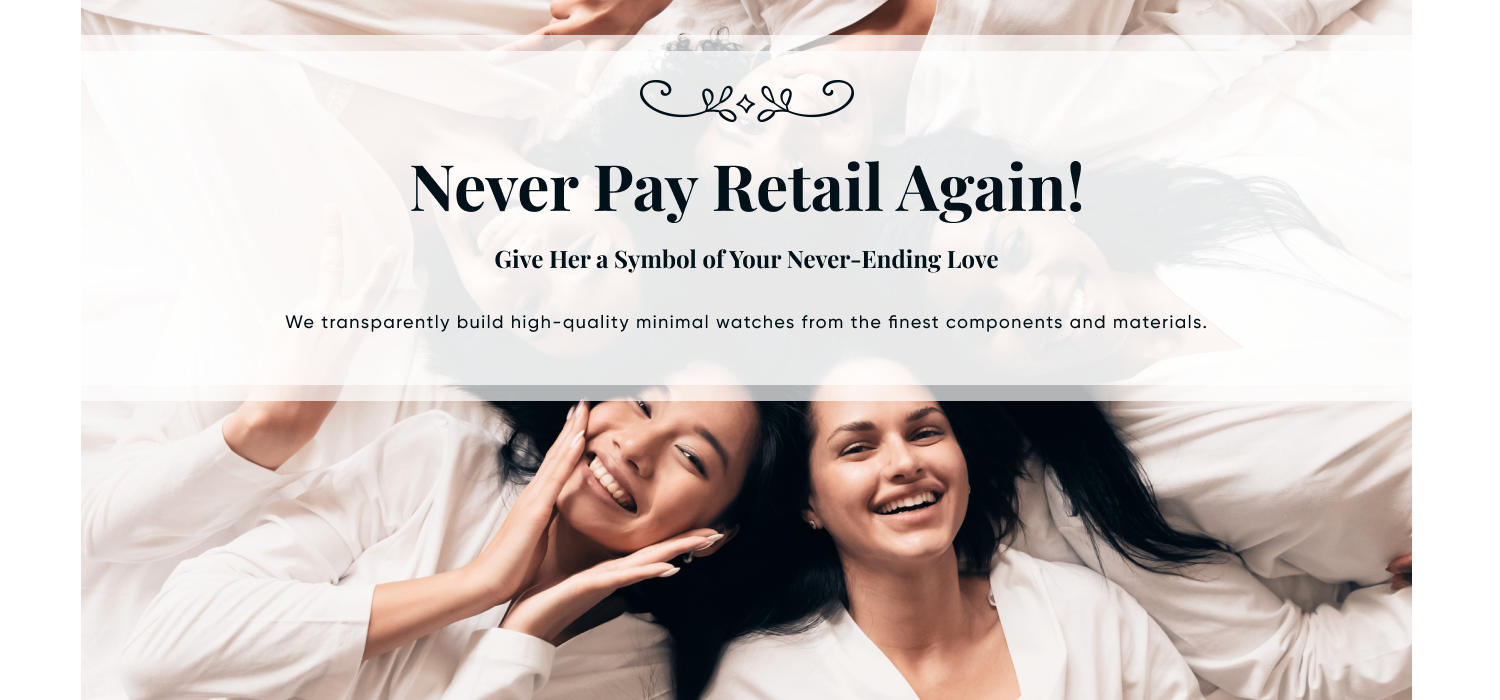 Never Pay Retail Again!
Give Her a Symbol of Your Never-Ending Love
We transparently build high-quality minimal watches from the finest components and materials.